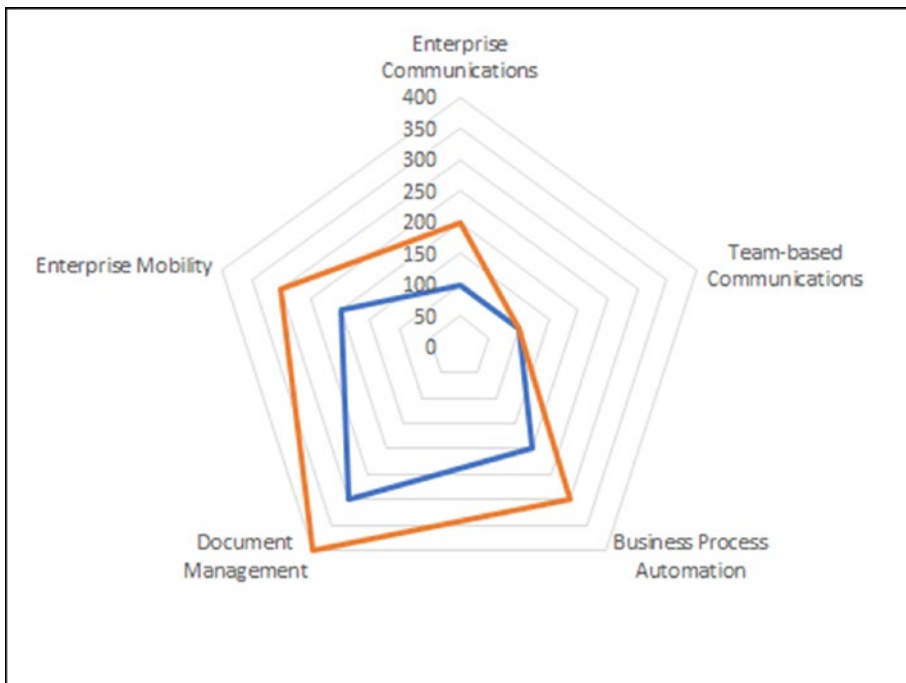 Enterprise
Communications
400
350
300
250
200
150
100
50
0
Team-based
Communications
Enterprise Mobility
Document
Management
Business Process
Automation